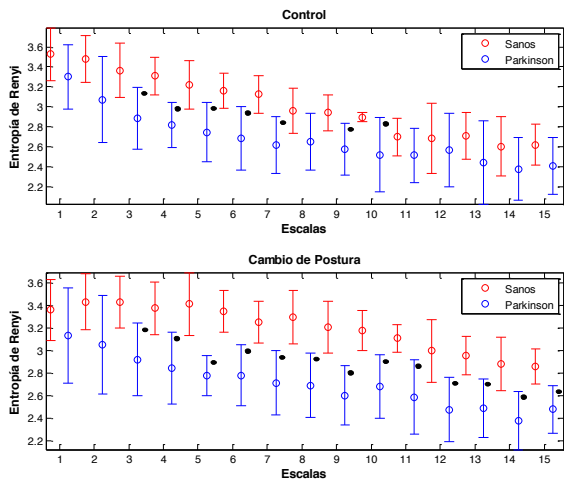 Control
Entropía de Renyi
3.6
3.4
3.2
3
2.8
2.6
2.4
2.2
Sanos
Parkinson
1 2 3 4 5 6 7 8 9 10 11 12 13 14 15
Escalas
Cambio de Postura
Entropía de Renyi
3.6
3.4
3.2
3
2.8
2.6
2.4
2.2
Sanos
Parkinson
1 2 3 4 5 6 7 8 9 10 11 12 13 14 15
Escalas